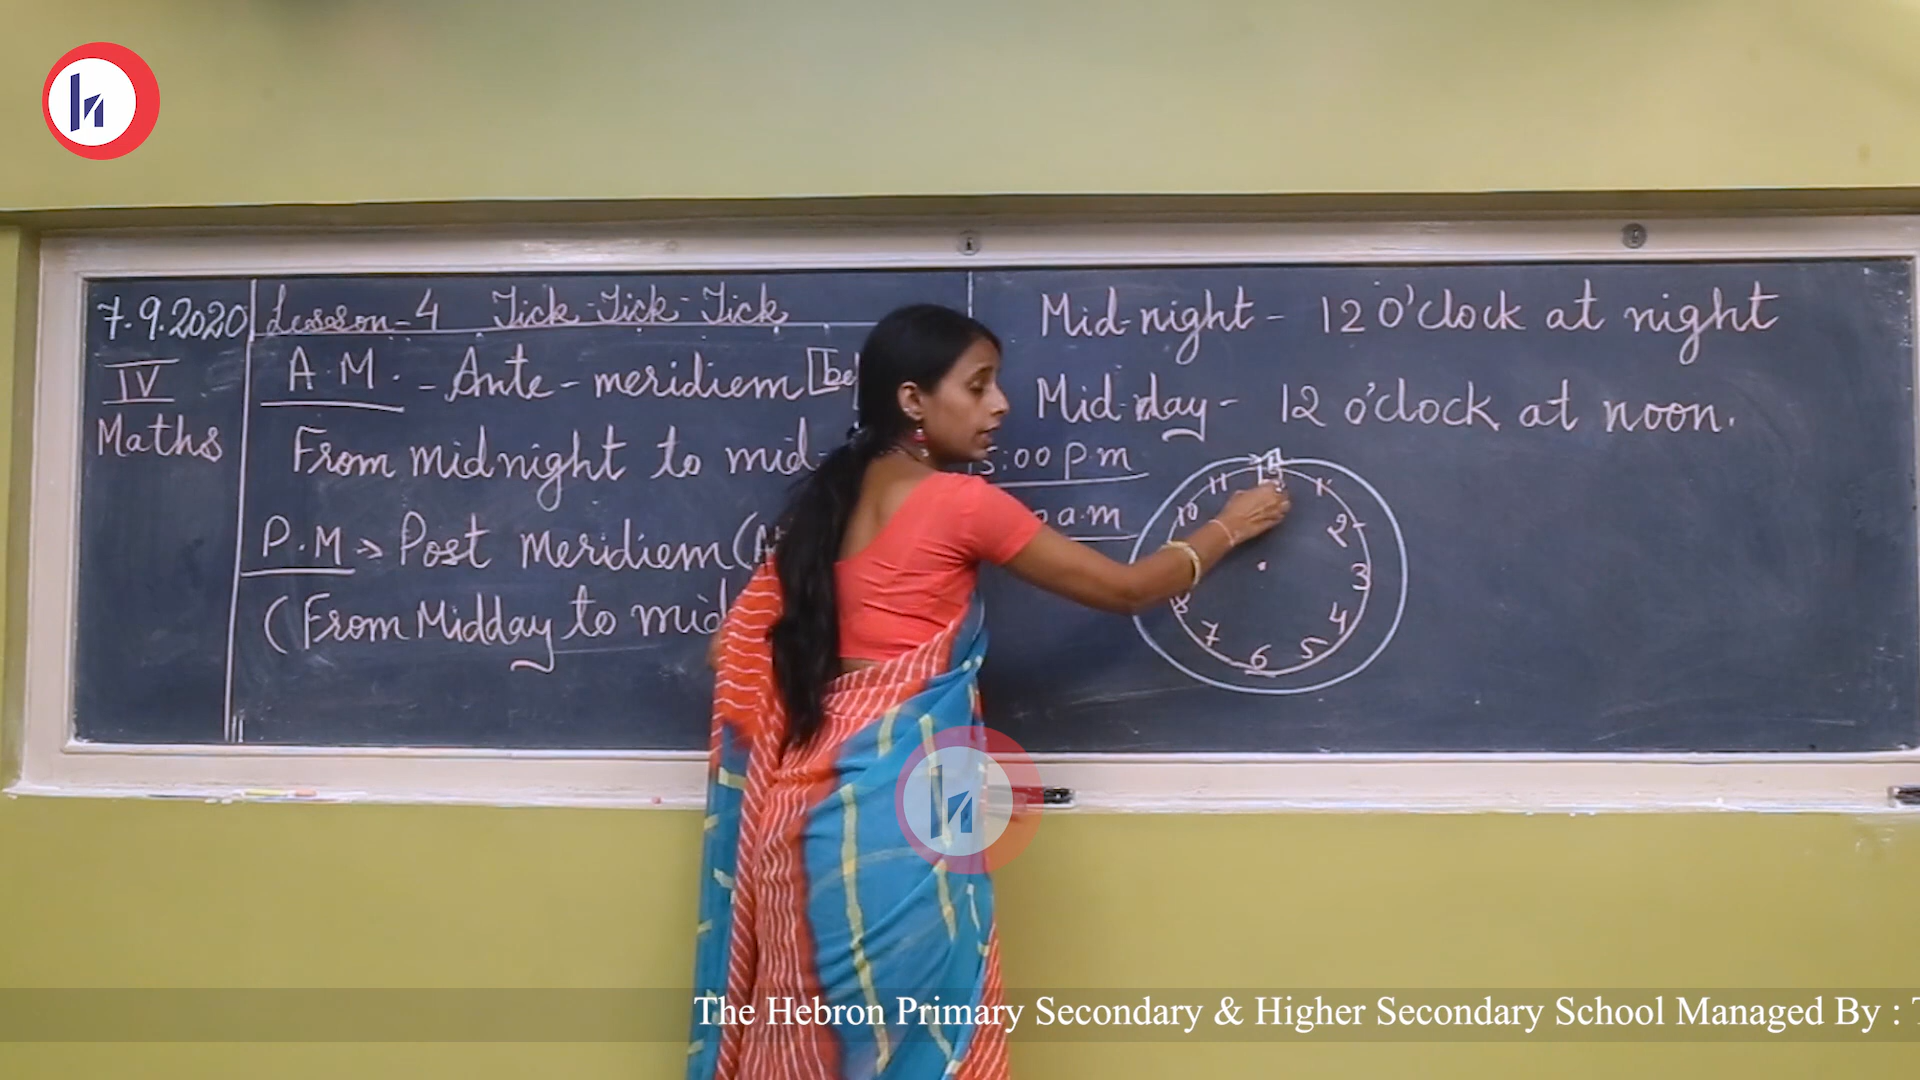 7.9.2020
IV
Maths
Lesson-4 Tick-Tick-Tick
A.M. - Ante-meridiem [be
From midnight to mid-
P.M → Post Meridiem (A
(From Midday to mid
Mid-night - 12 O'clock at night
Mid-day - 12 o'clock at noon.
5:00 pm
a.m
11
1
10
2
3
8
4
7
5
6
The Hebron Primary Secondary & Higher Secondary School Managed By : T